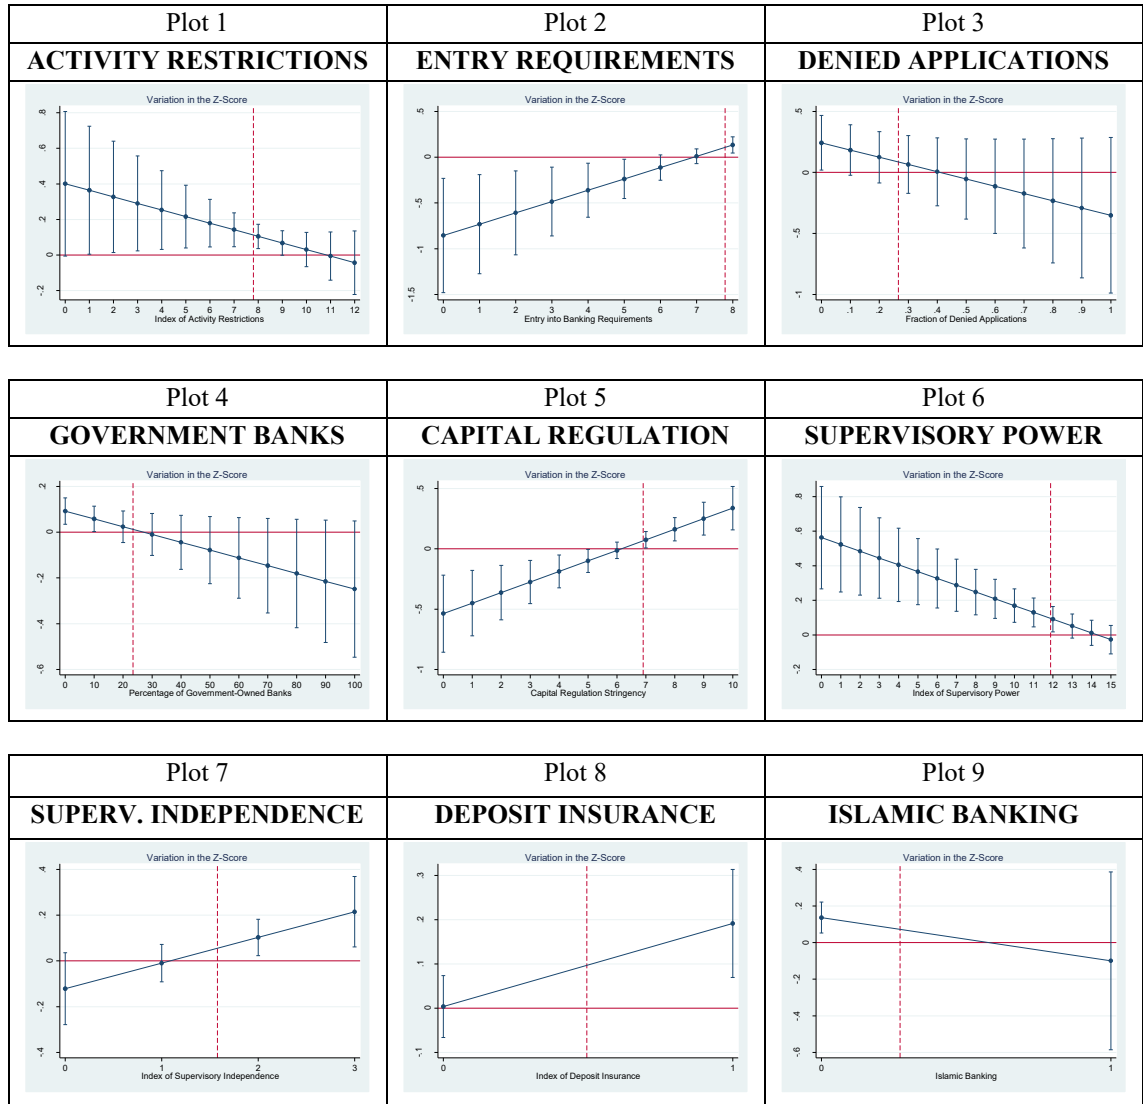 Plot 1 Plot 2 Plot 3
ACTIVITY RESTRICTIONS ENTRY REQUIREMENTS DENIED APPLICATIONS
Variation in the Z-Score
.8
.6
.4
.2
0
-.2
0 1 2 3 4 5 6 7 8 9 10 11 12
Index of Activity Restrictions
Variation in the Z-Score
.5
0
-.5
-1
-1.5
0 1 2 3 4 5 6 7 8
Entry into Banking Requirements
Variation in the Z-Score
.5
0
-.5
-1
0 .1 .2 .3 .4 .5 .6 .7 .8 .9 1
Fraction of Denied Applications
Plot 4 Plot 5 Plot 6
GOVERNMENT BANKS CAPITAL REGULATION SUPERVISORY POWER
Variation in the Z-Score
.2
0
-.2
-.4
-.6
0 10 20 30 40 50 60 70 80 90 100
Percentage of Government-Owned Banks
Variation in the Z-Score
.5
0
-.5
-1
0 1 2 3 4 5 6 7 8 9 10
Capital Regulation Stringency
Variation in the Z-Score
.8
.6
.4
.2
0
-.2
0 1 2 3 4 5 6 7 8 9 10 11 12 13 14 15
Index of Supervisory Power
Plot 7 Plot 8 Plot 9
SUPERV. INDEPENDENCE DEPOSIT INSURANCE ISLAMIC BANKING
Variation in the Z-Score
.4
.2
0
-.2
-.4
0 1 2 3
Index of Supervisory Independence
Variation in the Z-Score
.3
.2
.1
0
-.1
0 1
Index of Deposit Insurance
Variation in the Z-Score
.4
.2
0
-.2
-.4
-.6
0 1
Islamic Banking